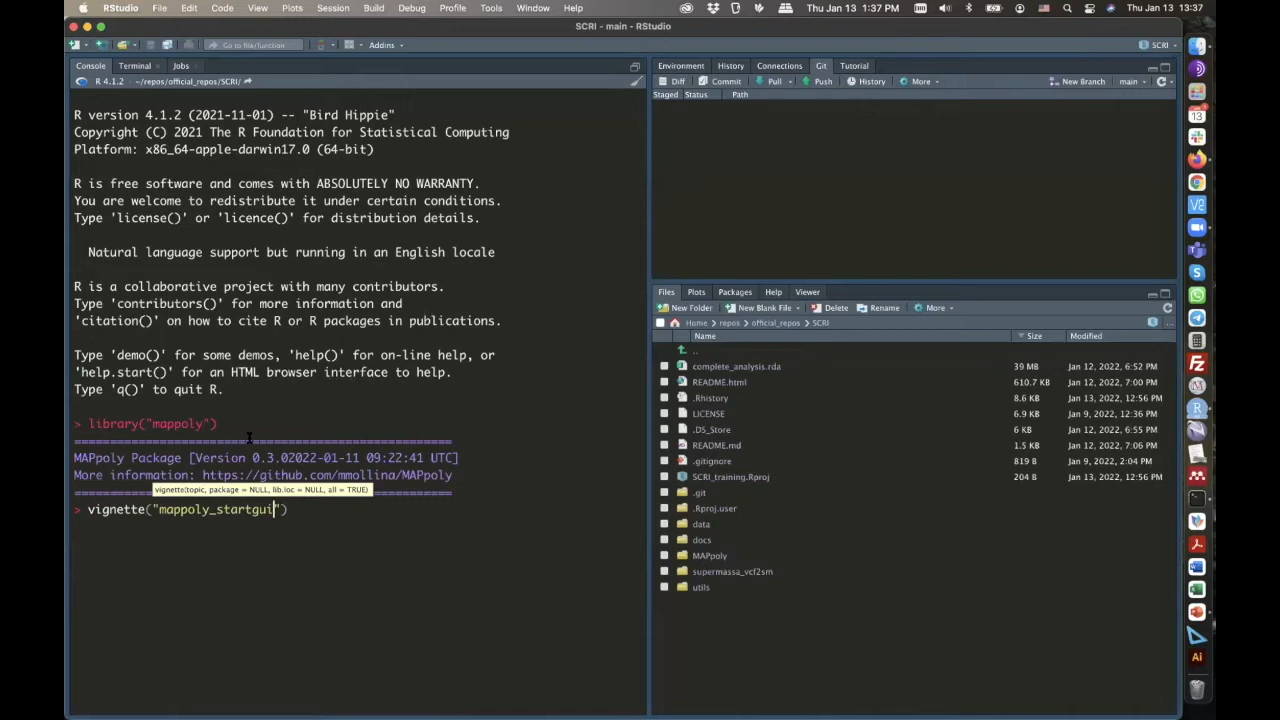 RStudio File Edit Code View Plots Session Build Debug Profile Tools Window Help Thu Jan 13 1:37 PM Thu Jan 13 13:37
SCRI - main - RStudio
Go to file/function Addins SCRI
Console Terminal Jobs
R 4.1.2 · ~/repos/official_repos/SCRI/
R version 4.1.2 (2021-11-01) -- "Bird Hippie"
Copyright (C) 2021 The R Foundation for Statistical Computing
Platform: x86_64-apple-darwin17.0 (64-bit)
R is free software and comes with ABSOLUTELY NO WARRANTY.
You are welcome to redistribute it under certain conditions.
Type 'license()' or 'licence()' for distribution details.
Natural language support but running in an English locale
R is a collaborative project with many contributors.
Type 'contributors()' for more information and
'citation()' on how to cite R or R packages in publications.
Type 'demo()' for some demos, 'help()' for on-line help, or
'help.start()' for an HTML browser interface to help.
Type 'q()' to quit R.
> library("mappoly")
=====================================================
MAPpoly Package [Version 0.3.02022-01-11 09:22:41 UTC]
More information: https://github.com/mmollina/MAPpoly
=====================================================
vignette(topic, package = NULL, lib.loc = NULL, all = TRUE)
> vignette("mappoly_startgui")
Environment History Connections Git Tutorial
Diff Commit Pull Push History More New Branch main
Staged Status Path
Files Plots Packages Help Viewer
New Folder New Blank File Delete Rename More
Home repos official_repos SCRI ...
Name Size Modified
..
complete_analysis.rda 39 MB Jan 12, 2022, 6:52 PM
README.html 610.7 KB Jan 12, 2022, 7:00 PM
.Rhistory 8.6 KB Jan 13, 2022, 12:56 PM
LICENSE 6.9 KB Jan 9, 2022, 12:36 PM
.DS_Store 6 KB Jan 12, 2022, 7:00 PM
README.md 1.5 KB Jan 12, 2022, 7:06 PM
.gitignore 819 B Jan 9, 2022, 2:04 PM
SCRI_training.Rproj 204 B Jan 13, 2022, 12:56 PM
.git
.Rproj.user
data
docs
MAPpoly
supermassa_vcf2sm
utils
13
Ai